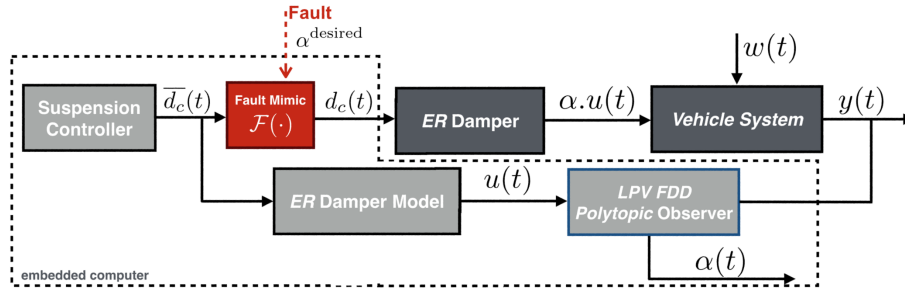 Fault
α^desired
w(t)
Suspension
Controller
\overline{d_c}(t)
Fault Mimic
F(·)
d_c(t)
ER Damper
α.u(t)
Vehicle System
y(t)
ER Damper Model
u(t)
LPV FDD
Polytopic Observer
α(t)
embedded computer